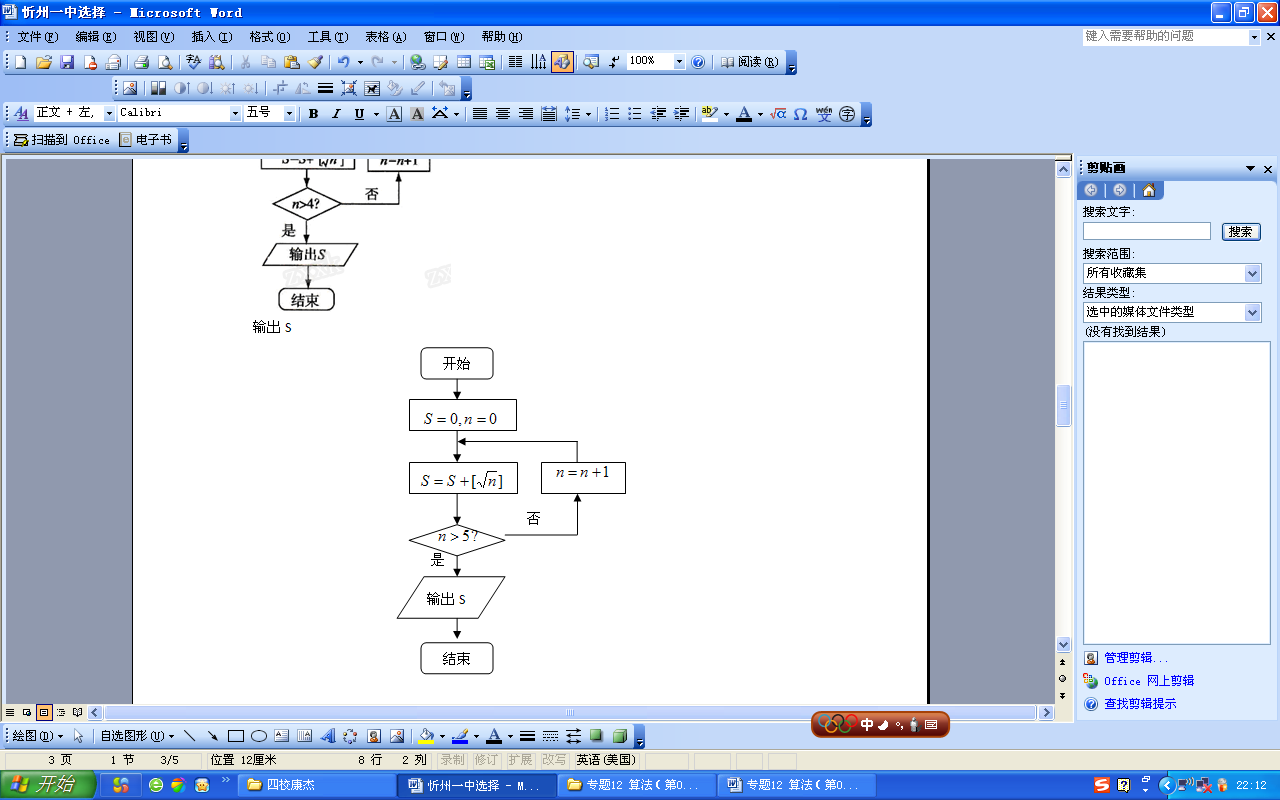 忻州一中选择 - Microsoft Word
文件(F) 编辑(E) 视图(V) 插入(I) 格式(O) 工具(T) 表格(A) 窗口(W) 帮助(H) 键入需要帮助的问题
100% 阅读(R)
正文 + 左, Calibri 五号 B I U A A A wén 文 字
扫描到 Office 电子书
剪贴画
搜索文字:
搜索
搜索范围:
所有收藏集
结果类型:
选中的媒体文件类型
(没有找到结果)
n=n+1
n>4?
否
是
输出S
结束
输出 S
开始
S = 0, n = 0
S = S + [√n]
n = n + 1
n > 5?
否
是
输出 S
结束
管理剪辑...
Office 网上剪辑
查找剪辑提示
中
绘图(D) 自选图形(U)
3 页 1 节 3/5 位置 12厘米 8 行 2 列 录制 修订 扩展 改写 英语(美国)
开始 四校康杰 忻州一中选择 - M... 专题12 算法(第0... 专题12 算法(第0... 22:12